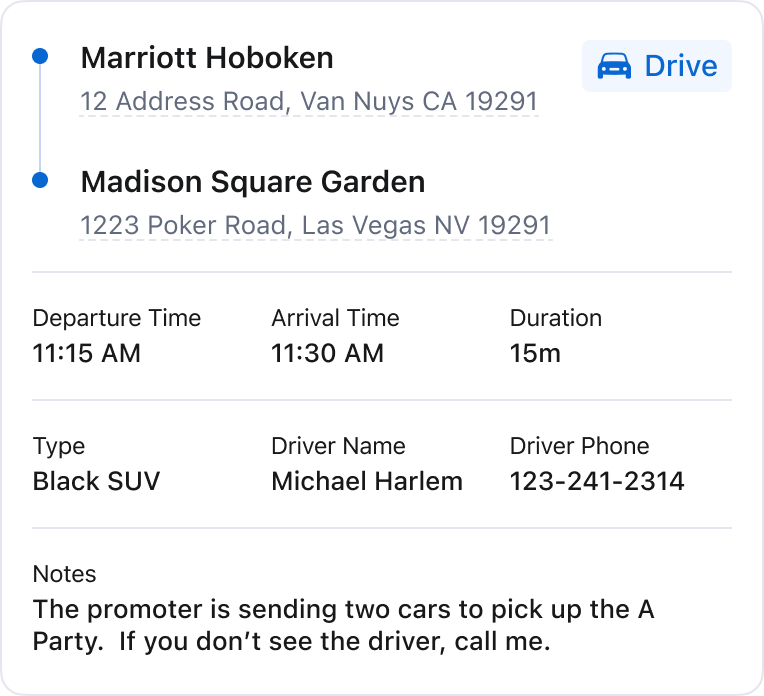 Marriott Hoboken
Drive
12 Address Road, Van Nuys CA 19291
Madison Square Garden
1223 Poker Road, Las Vegas NV 19291
Departure Time
Arrival Time
Duration
11:15 AM
11:30 AM
15m
Type
Driver Name
Driver Phone
Black SUV
Michael Harlem
123-241-2314
Notes
The promoter is sending two cars to pick up the A
Party.  If you don’t see the driver, call me.